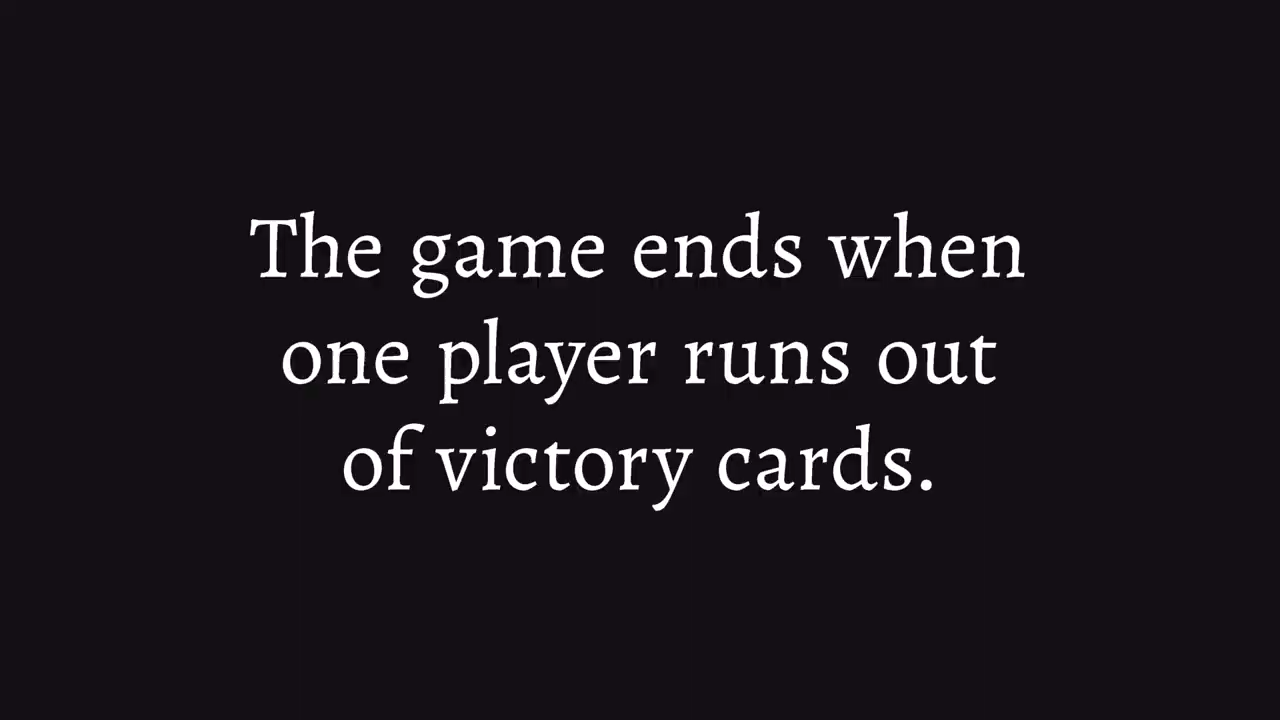 The game ends when
one player runs out
of victory cards.